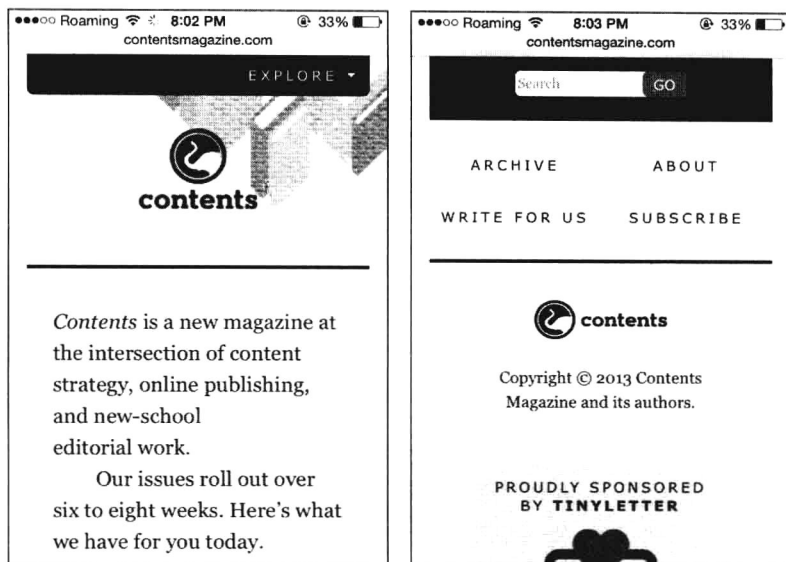 ●●●○○ Roaming 8:02 PM 33%
contentsmagazine.com
EXPLORE
contents
Contents is a new magazine at
the intersection of content
strategy, online publishing,
and new-school
editorial work.
Our issues roll out over
six to eight weeks. Here’s what
we have for you today.
●●●○○ Roaming 8:03 PM 33%
contentsmagazine.com
Search GO
ARCHIVE ABOUT
WRITE FOR US SUBSCRIBE
contents
Copyright © 2013 Contents
Magazine and its authors.
PROUDLY SPONSORED
BY TINYLETTER